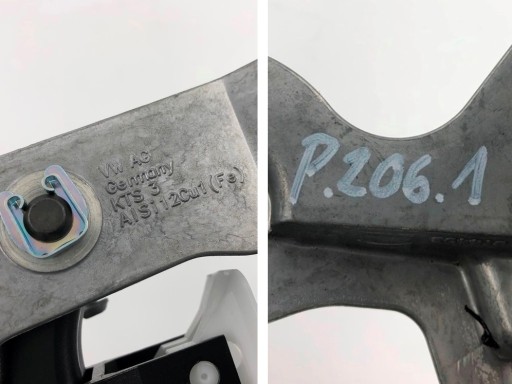 VW AG
Germany
KTS 3
AlSi12Cu1(Fe)
P.206.1